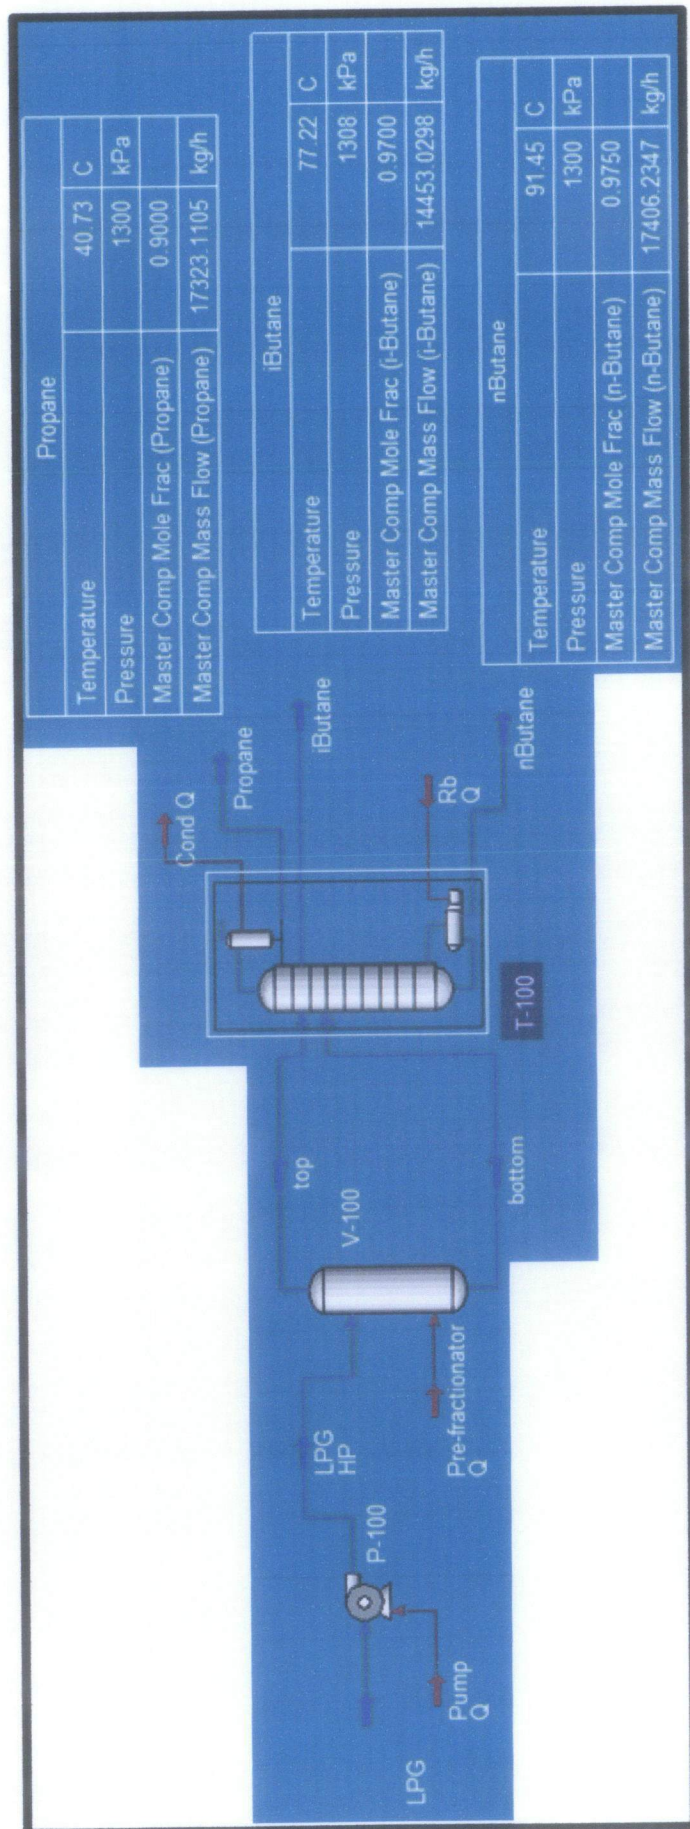 Propane
Temperature 40.73 C
Pressure 1300 kPa
Master Comp Mole Frac (Propane) 0.9000
Master Comp Mass Flow (Propane) 17323.1105 kg/h
iButane
Temperature 77.22 C
Pressure 1308 kPa
Master Comp Mole Frac (i-Butane) 0.9700
Master Comp Mass Flow (i-Butane) 14453.0298 kg/h
nButane
Temperature 91.45 C
Pressure 1300 kPa
Master Comp Mole Frac (n-Butane) 0.9750
Master Comp Mass Flow (n-Butane) 17406.2347 kg/h
LPG
Pump
Q
P-100
LPG
HP
Pre-fractionator
Q
V-100
top
bottom
T-100
Cond Q
Propane
iButane
Rb
Q
nButane